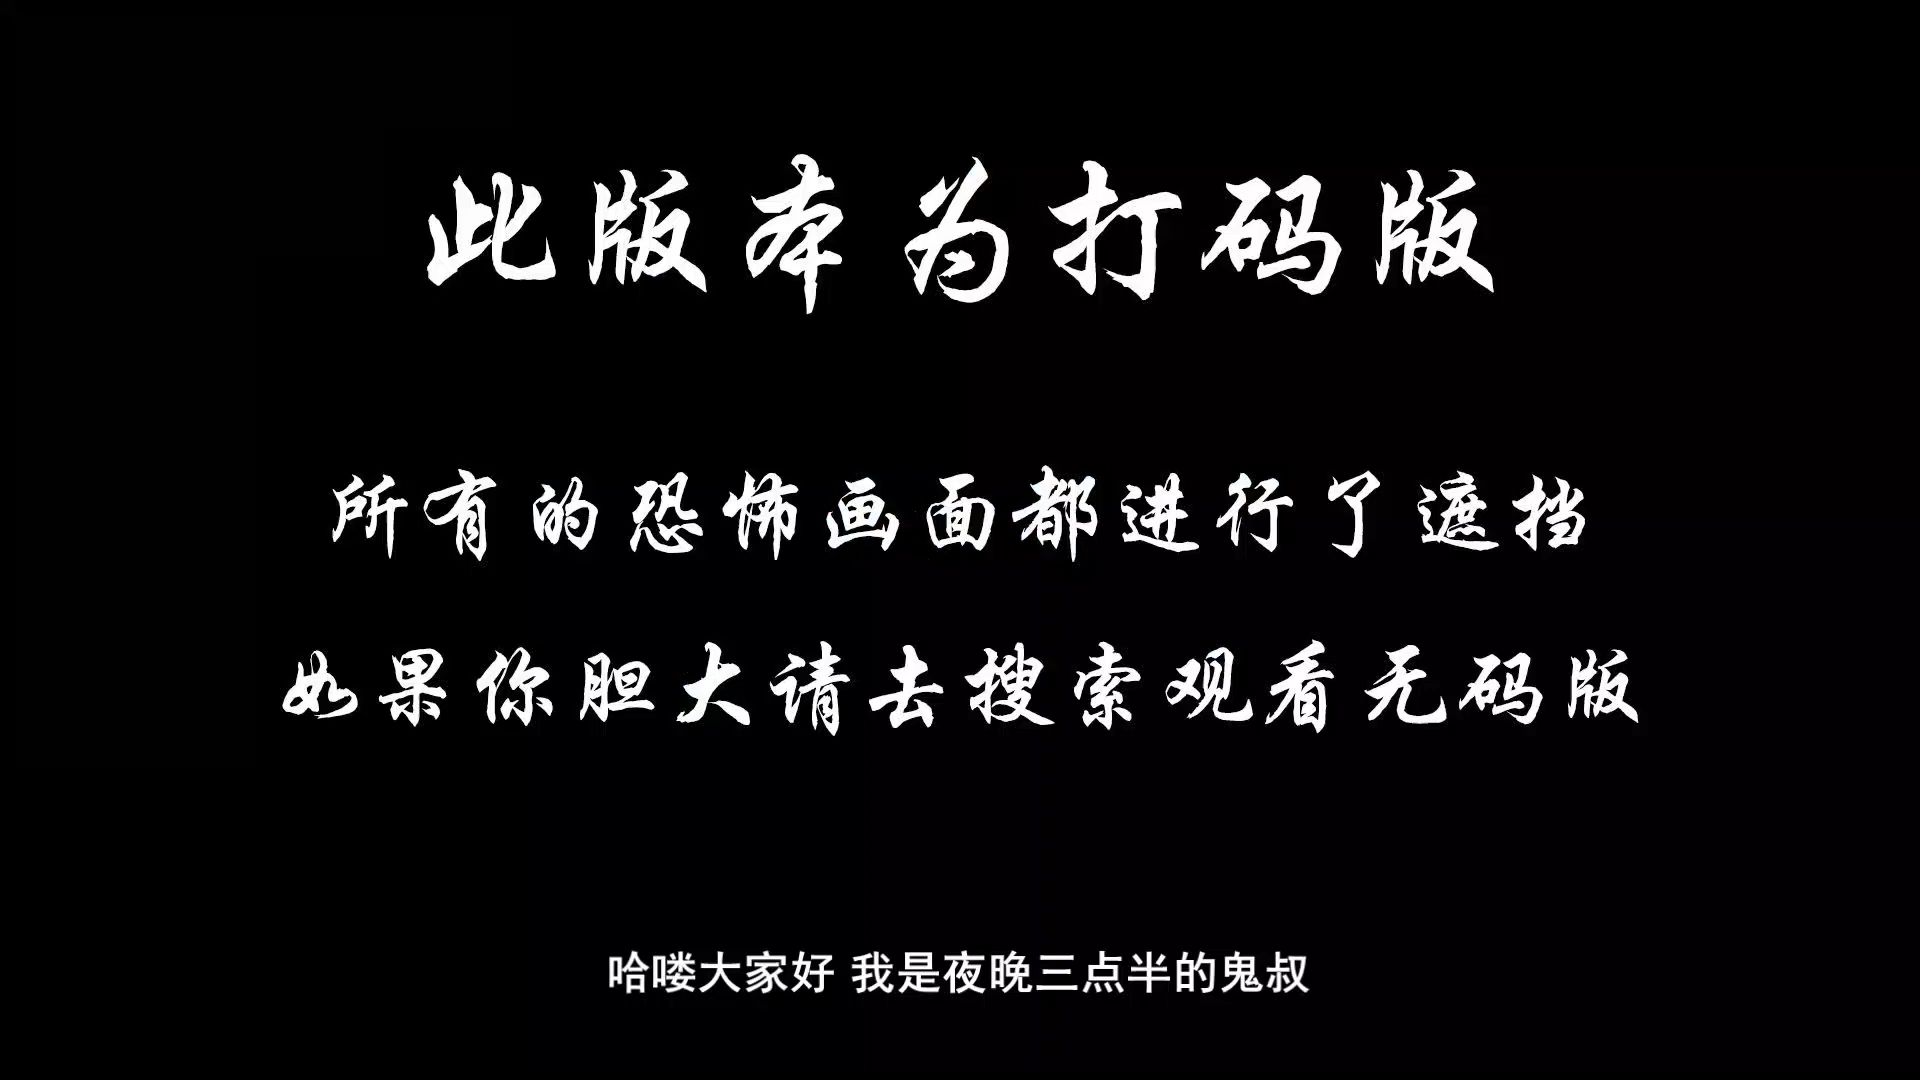 此版本为打码版
所有的恐怖画面都进行了遮挡
如果你胆大请去搜索观看无码版
哈喽大家好 我是夜晚三点半的鬼叔